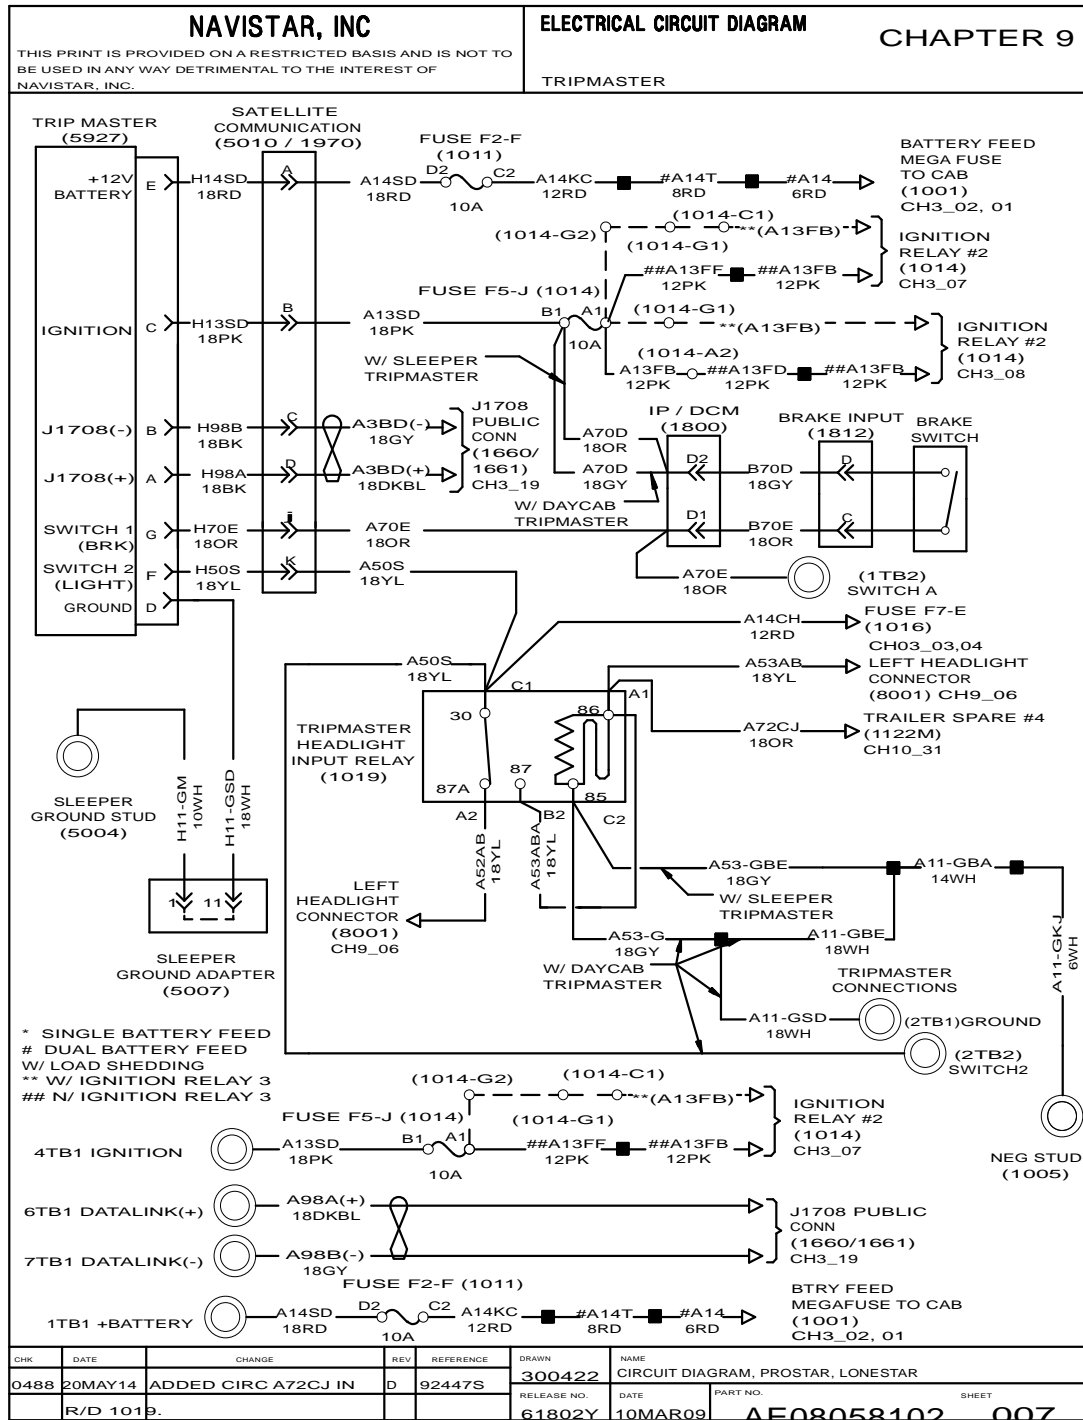 NAVISTAR, INC
THIS PRINT IS PROVIDED ON A RESTRICTED BASIS AND IS NOT TO
BE USED IN ANY WAY DETRIMENTAL TO THE INTEREST OF
NAVISTAR, INC.
ELECTRICAL CIRCUIT DIAGRAM
CHAPTER 9
TRIPMASTER
TRIP MASTER
(5927)
SATELLITE
COMMUNICATION
(5010 / 1970)
FUSE F2-F
(1011)
BATTERY FEED
MEGA FUSE
TO CAB
(1001)
CH3_02, 01
+12V
BATTERY
E
H14SD
18RD
A
A14SD
18RD
D2
C2
10A
A14KC
12RD
#A14T
8RD
#A14
6RD
(1014-G2)
(1014-C1)
(1014-G1)
**(A13FB)
IGNITION
RELAY #2
(1014)
CH3_07
##A13FF
12PK
##A13FB
12PK
FUSE F5-J (1014)
IGNITION
C
H13SD
18PK
B
A13SD
18PK
B1
A1
10A
(1014-G1)
**(A13FB)
IGNITION
RELAY #2
(1014)
CH3_08
W/ SLEEPER
TRIPMASTER
(1014-A2)
A13FB
12PK
##A13FD
12PK
##A13FB
12PK
J1708(-)
B
H98B
18BK
C
A3BD(-)
18GY
J1708
PUBLIC
CONN
(1660/
1661)
CH3_19
J1708(+)
A
H98A
18BK
D
A3BD(+)
18DKBL
IP / DCM
(1800)
BRAKE INPUT
(1812)
BRAKE
SWITCH
A70D
18OR
A70D
18GY
D2
B70D
18GY
D
W/ DAYCAB
TRIPMASTER
SWITCH 1
(BRK)
G
H70E
18OR
j
A70E
18OR
D1
B70E
18OR
C
SWITCH 2
(LIGHT)
F
H50S
18YL
K
A50S
18YL
A70E
18OR
(1TB2)
SWITCH A
GROUND
D
A14CH
12RD
FUSE F7-E
(1016)
CH03_03,04
A50S
18YL
A53AB
18YL
LEFT HEADLIGHT
CONNECTOR
(8001) CH9_06
C1
A1
30
86
TRIPMASTER
HEADLIGHT
INPUT RELAY
(1019)
A72CJ
18OR
TRAILER SPARE #4
(1122M)
CH10_31
87A
87
85
A2
B2
C2
SLEEPER
GROUND STUD
(5004)
H11-GM
10WH
H11-GSD
18WH
A52AB
18YL
A53ABA
18YL
A53-GBE
18GY
A11-GBA
14WH
W/ SLEEPER
TRIPMASTER
LEFT
HEADLIGHT
CONNECTOR
(8001)
CH9_06
1
11
SLEEPER
GROUND ADAPTER
(5007)
A53-G
18GY
A11-GBE
18WH
W/ DAYCAB
TRIPMASTER
TRIPMASTER
CONNECTIONS
A11-GKJ
6WH
A11-GSD
18WH
(2TB1)GROUND
(2TB2)
SWITCH2
* SINGLE BATTERY FEED
# DUAL BATTERY FEED
W/ LOAD SHEDDING
** W/ IGNITION RELAY 3
## N/ IGNITION RELAY 3
(1014-G2)
(1014-C1)
(1014-G1)
**(A13FB)
FUSE F5-J (1014)
IGNITION
RELAY #2
(1014)
CH3_07
4TB1 IGNITION
A13SD
18PK
B1
A1
10A
##A13FF
12PK
##A13FB
12PK
NEG STUD
(1005)
6TB1 DATALINK(+)
A98A(+)
18DKBL
J1708 PUBLIC
CONN
(1660/1661)
CH3_19
7TB1 DATALINK(-)
A98B(-)
18GY
FUSE F2-F (1011)
1TB1 +BATTERY
A14SD
18RD
D2
C2
10A
A14KC
12RD
#A14T
8RD
#A14
6RD
BTRY FEED
MEGAFUSE TO CAB
(1001)
CH3_02, 01
CHK DATE CHANGE REV REFERENCE
0488 20MAY14 ADDED CIRC A72CJ IN D 92447S
R/D 1019.
DRAWN
300422
NAME
CIRCUIT DIAGRAM, PROSTAR, LONESTAR
RELEASE NO.
61802Y
DATE
10MAR09
PART NO.
AE08058102
SHEET
007